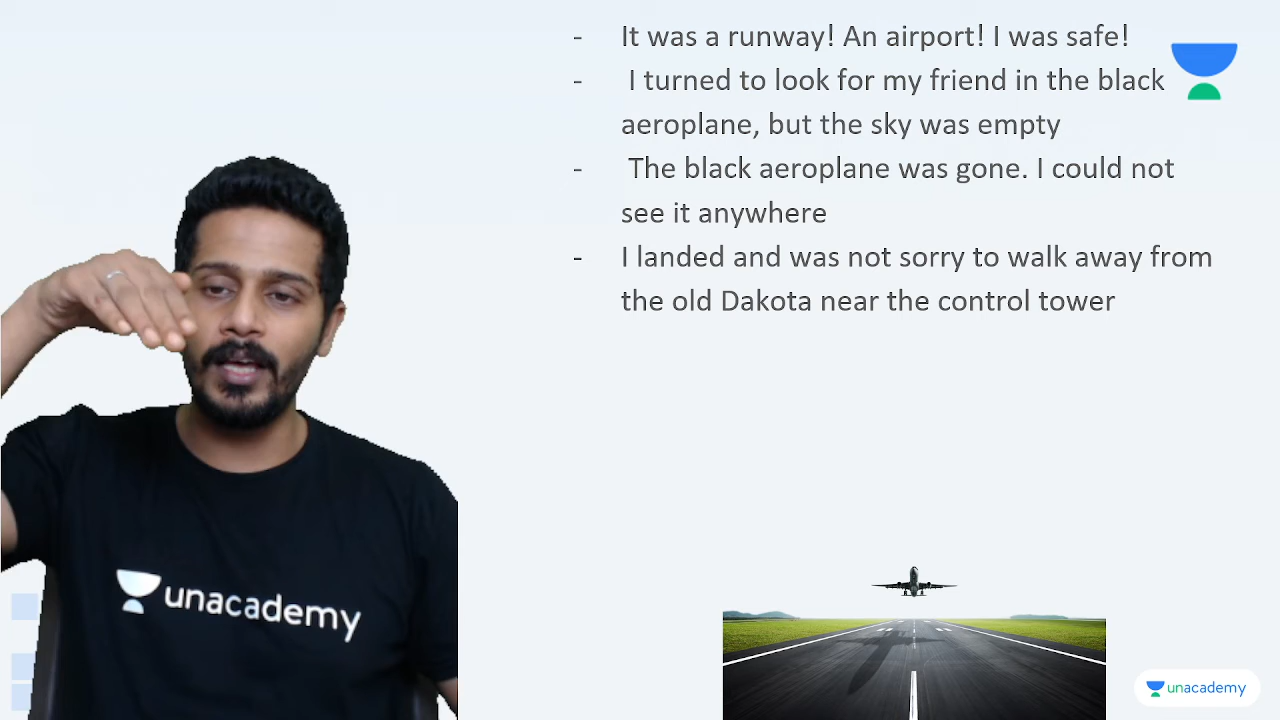 - It was a runway! An airport! I was safe!
- I turned to look for my friend in the black
aeroplane, but the sky was empty
- The black aeroplane was gone. I could not
see it anywhere
- I landed and was not sorry to walk away from
the old Dakota near the control tower
unacademy
unacademy